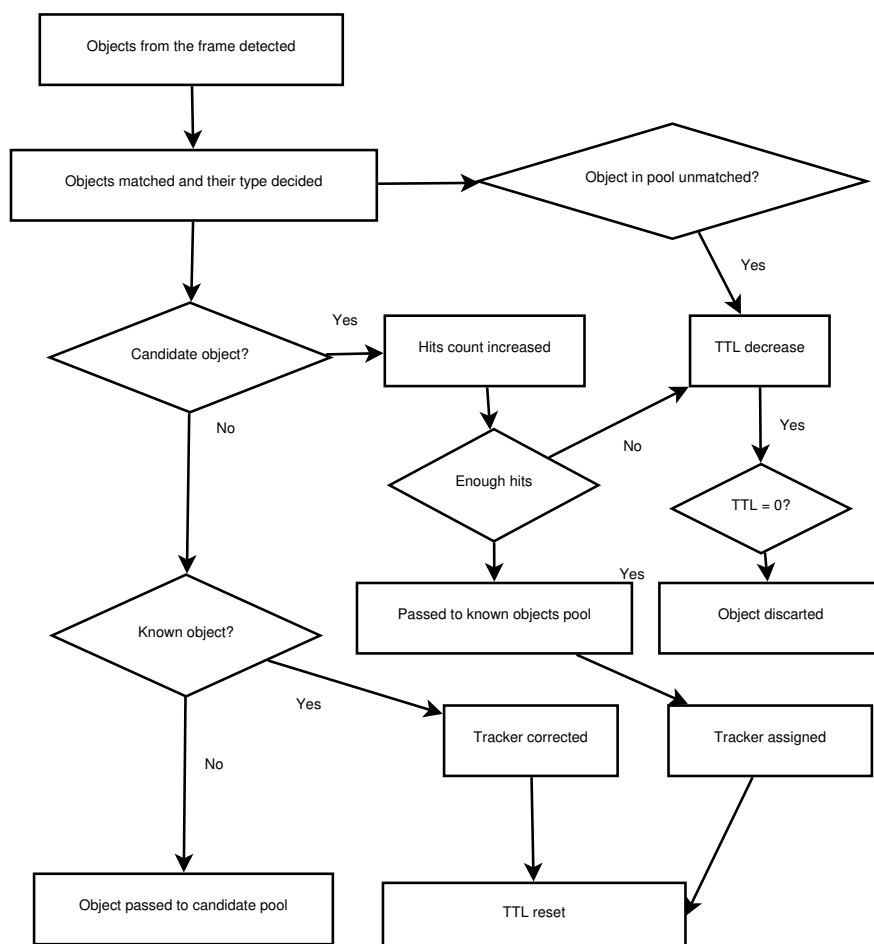 Objects from the frame detected
Objects matched and their type decided
Object in pool unmatched?
Yes
Yes
Candidate object?
Hits count increased
TTL decrease
No
Yes
No
Enough hits
TTL = 0?
Yes
Known object?
Passed to known objects pool
Object discarted
Yes
Tracker corrected
Tracker assigned
No
Object passed to candidate pool
TTL reset